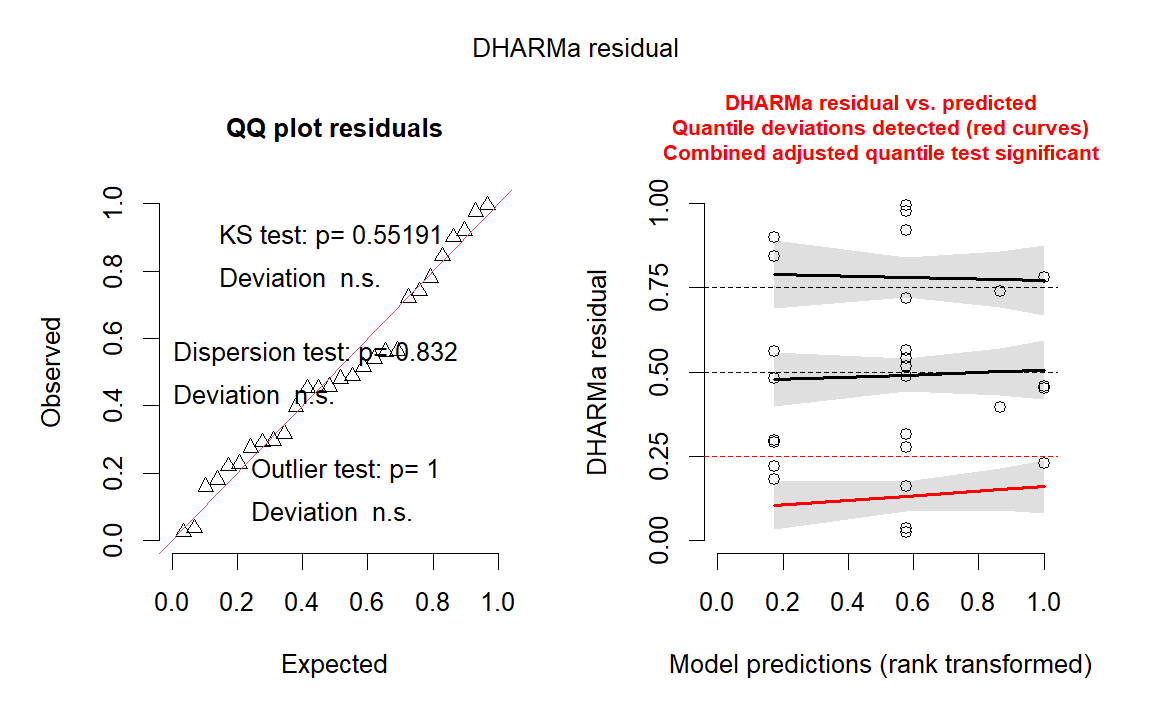 DHARMa residual
QQ plot residuals
KS test: p= 0.55191
Deviation  n.s.
Dispersion test: p= 0.832
Deviation  n.s.
Outlier test: p= 1
Deviation  n.s.
Observed
0.0
0.2
0.4
0.6
0.8
1.0
0.0 0.2 0.4 0.6 0.8 1.0
Expected
DHARMa residual vs. predicted
Quantile deviations detected (red curves)
Combined adjusted quantile test significant
DHARMa residual
0.00
0.25
0.50
0.75
1.00
0.0 0.2 0.4 0.6 0.8 1.0
Model predictions (rank transformed)